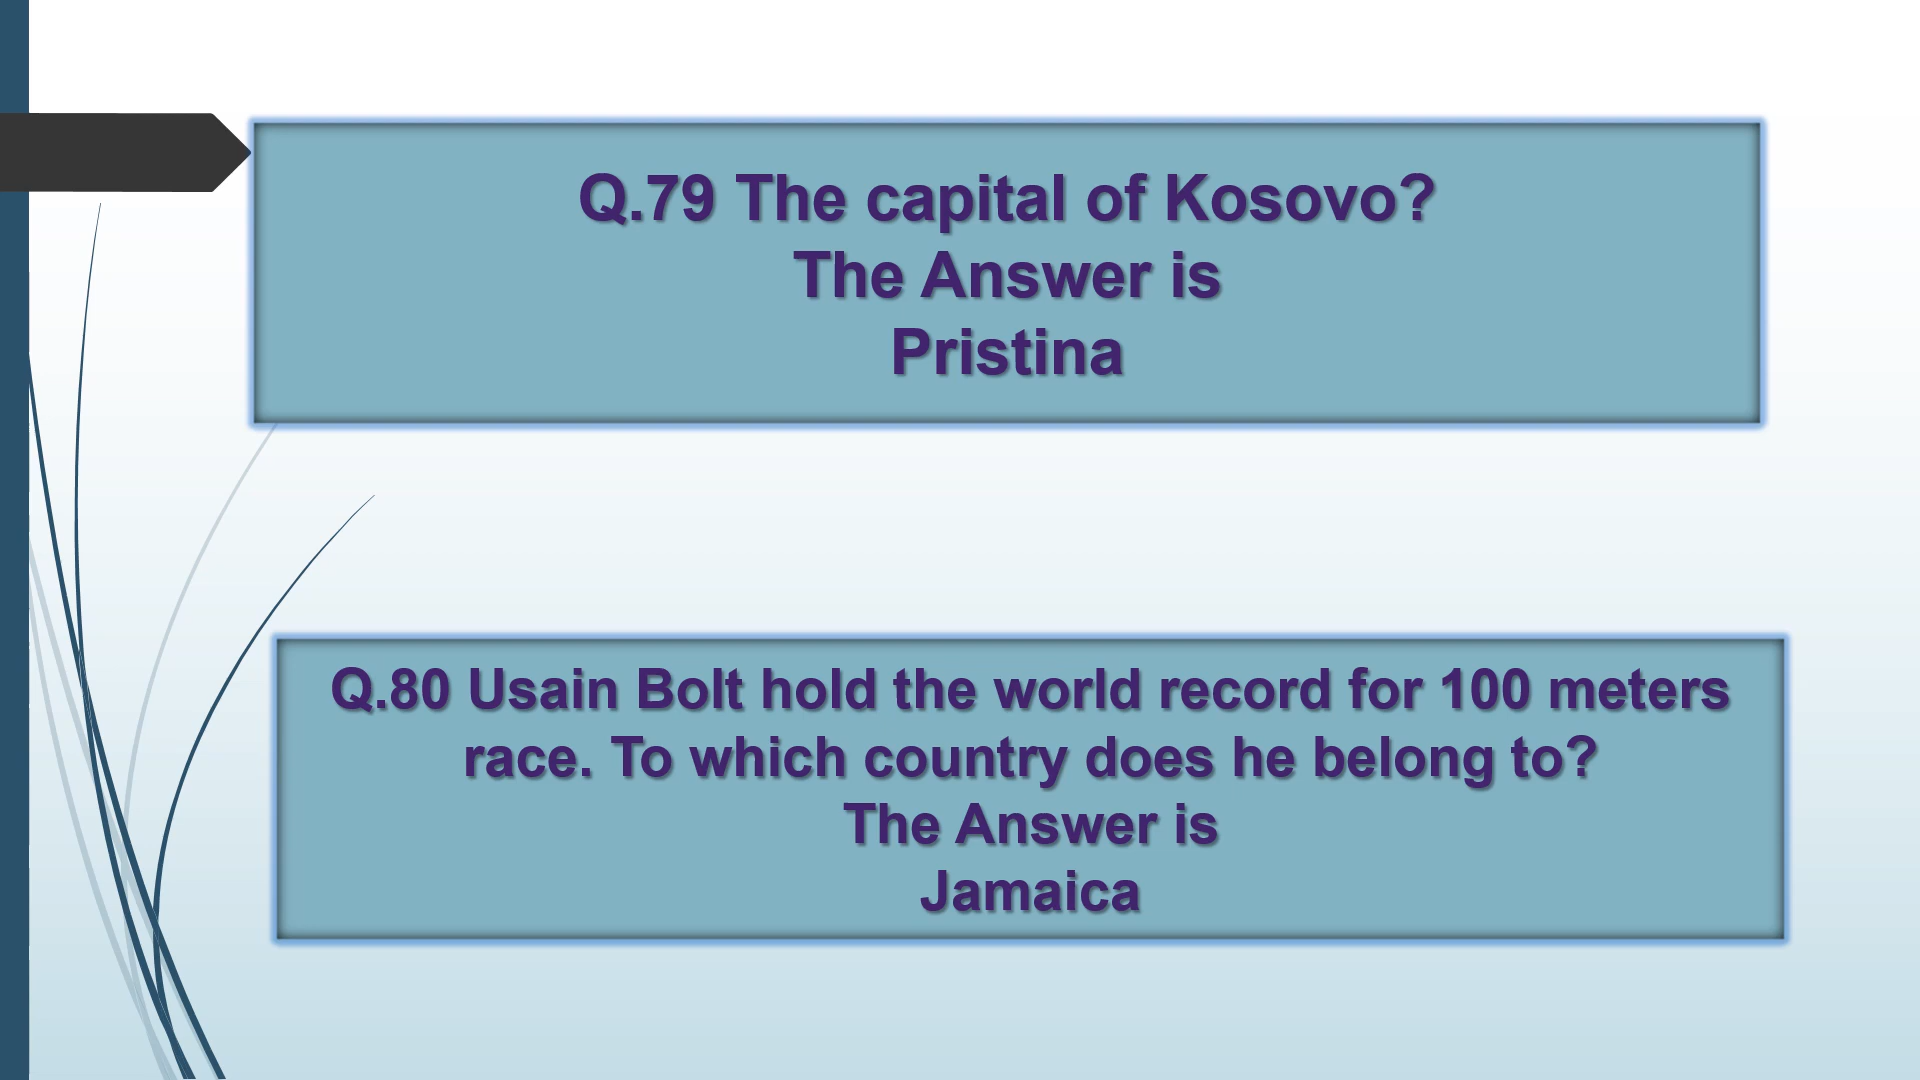 Q.79 The capital of Kosovo?
The Answer is
Pristina
Q.80 Usain Bolt hold the world record for 100 meters
race. To which country does he belong to?
The Answer is
Jamaica